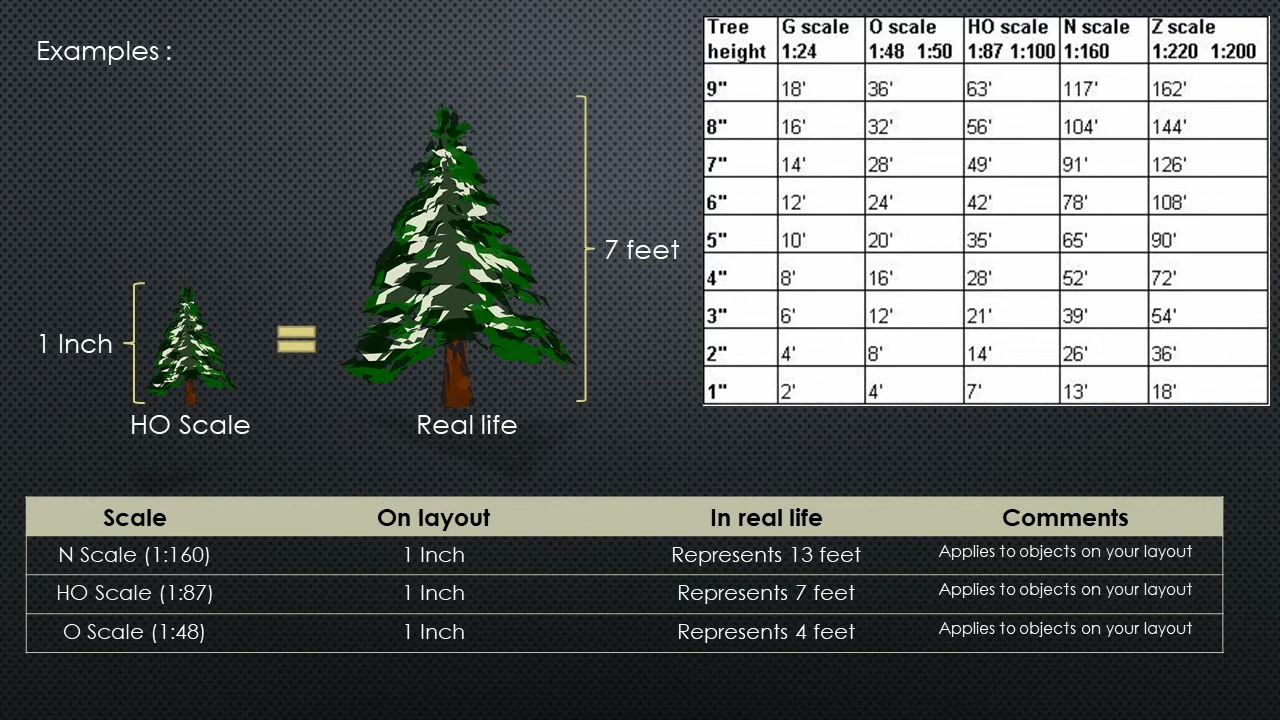 Examples :
1 Inch
HO Scale
Real life
7 feet
Tree height G scale 1:24 O scale 1:48 1:50 HO scale 1:87 1:100 N scale 1:160 Z scale 1:220 1:200
9" 18' 36' 63' 117' 162'
8" 16' 32' 56' 104' 144'
7" 14' 28' 49' 91' 126'
6" 12' 24' 42' 78' 108'
5" 10' 20' 35' 65' 90'
4" 8' 16' 28' 52' 72'
3" 6' 12' 21' 39' 54'
2" 4' 8' 14' 26' 36'
1" 2' 4' 7' 13' 18'
Scale On layout In real life Comments
N Scale (1:160) 1 Inch Represents 13 feet Applies to objects on your layout
HO Scale (1:87) 1 Inch Represents 7 feet Applies to objects on your layout
O Scale (1:48) 1 Inch Represents 4 feet Applies to objects on your layout